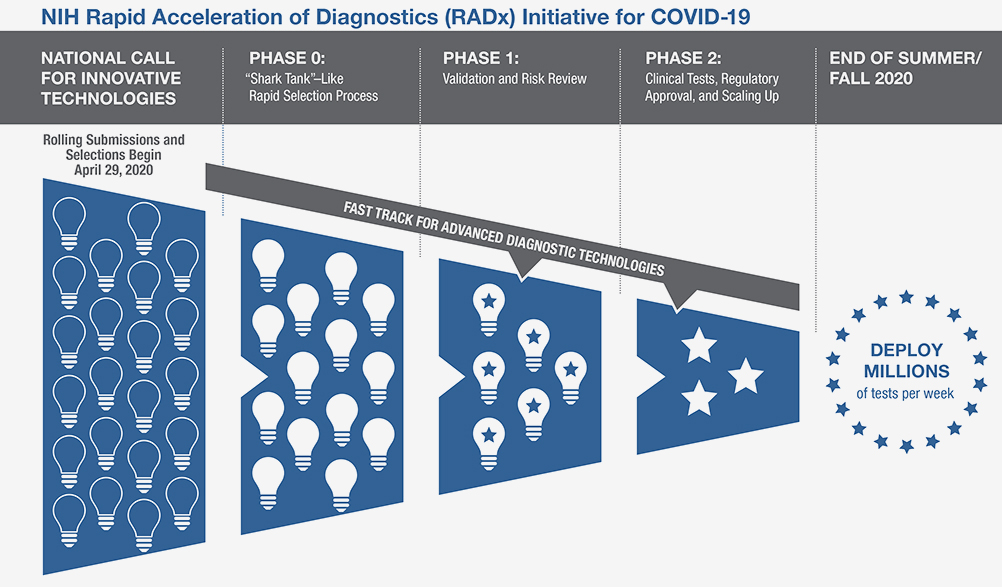 NIH Rapid Acceleration of Diagnostics (RADx) Initiative for COVID-19
NATIONAL CALL
FOR INNOVATIVE
TECHNOLOGIES
PHASE 0:
“Shark Tank”–Like
Rapid Selection Process
PHASE 1:
Validation and Risk Review
PHASE 2:
Clinical Tests, Regulatory
Approval, and Scaling Up
END OF SUMMER/
FALL 2020
Rolling Submissions and
Selections Begin
April 29, 2020
FAST TRACK FOR ADVANCED DIAGNOSTIC TECHNOLOGIES
DEPLOY
MILLIONS
of tests per week